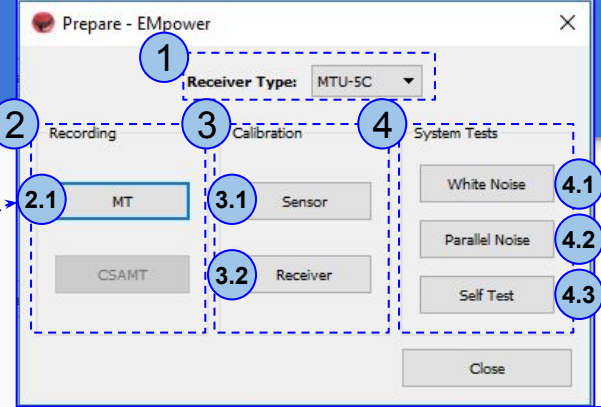 Prepare - EMpower
1
Receiver Type: MTU-5C
2 Recording 3 Calibration 4 System Tests
2.1 MT 3.1 Sensor White Noise 4.1
Parallel Noise 4.2
CSAMT 3.2 Receiver
Self Test 4.3
Close